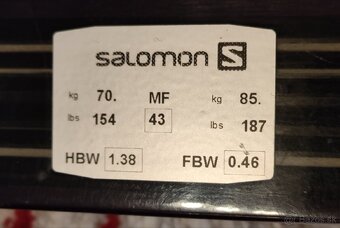 salomon S
kg 70. MF kg 85.
lbs 154 43 lbs 187
HBW 1.38 FBW 0.46